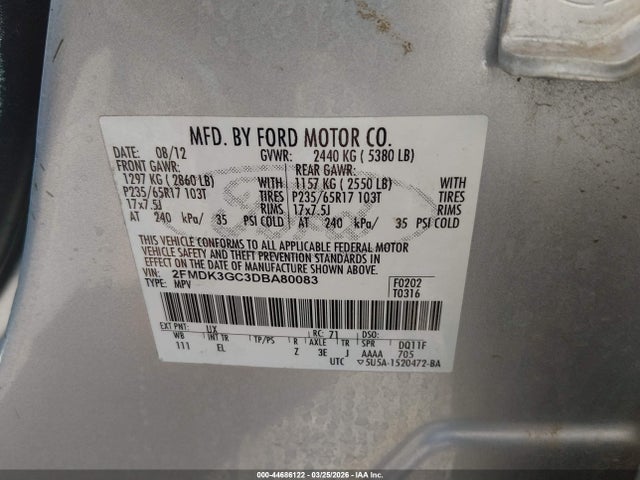 MFD. BY FORD MOTOR CO.
DATE: 08/12 GVWR: 2440 KG ( 5380 LB)
FRONT GAWR: REAR GAWR:
1297 KG ( 2860 LB) WITH 1157 KG ( 2550 LB) WITH
P235/65R17 103T TIRES P235/65R17 103T TIRES
17x7.5J RIMS 17x7.5J RIMS
AT 240 kPa/ 35 PSI COLD AT 240 kPa/ 35 PSI COLD
THIS VEHICLE CONFORMS TO ALL APPLICABLE FEDERAL MOTOR
VEHICLE SAFETY AND THEFT PREVENTION STANDARDS IN
EFFECT ON THE DATE OF MANUFACTURE SHOWN ABOVE.
VIN: 2FMDK3GC3DBA80083 F0202
TYPE: MPV T0316
EXT PNT: UX RC: 71 DSO:
WB INT TR TP/PS R AXLE TR SPR DQ11F
111 EL Z 3E J AAAA 705
UTC ▽5U5A-1520472-BA
000-44686122 - 03/25/2026 - IAA Inc.